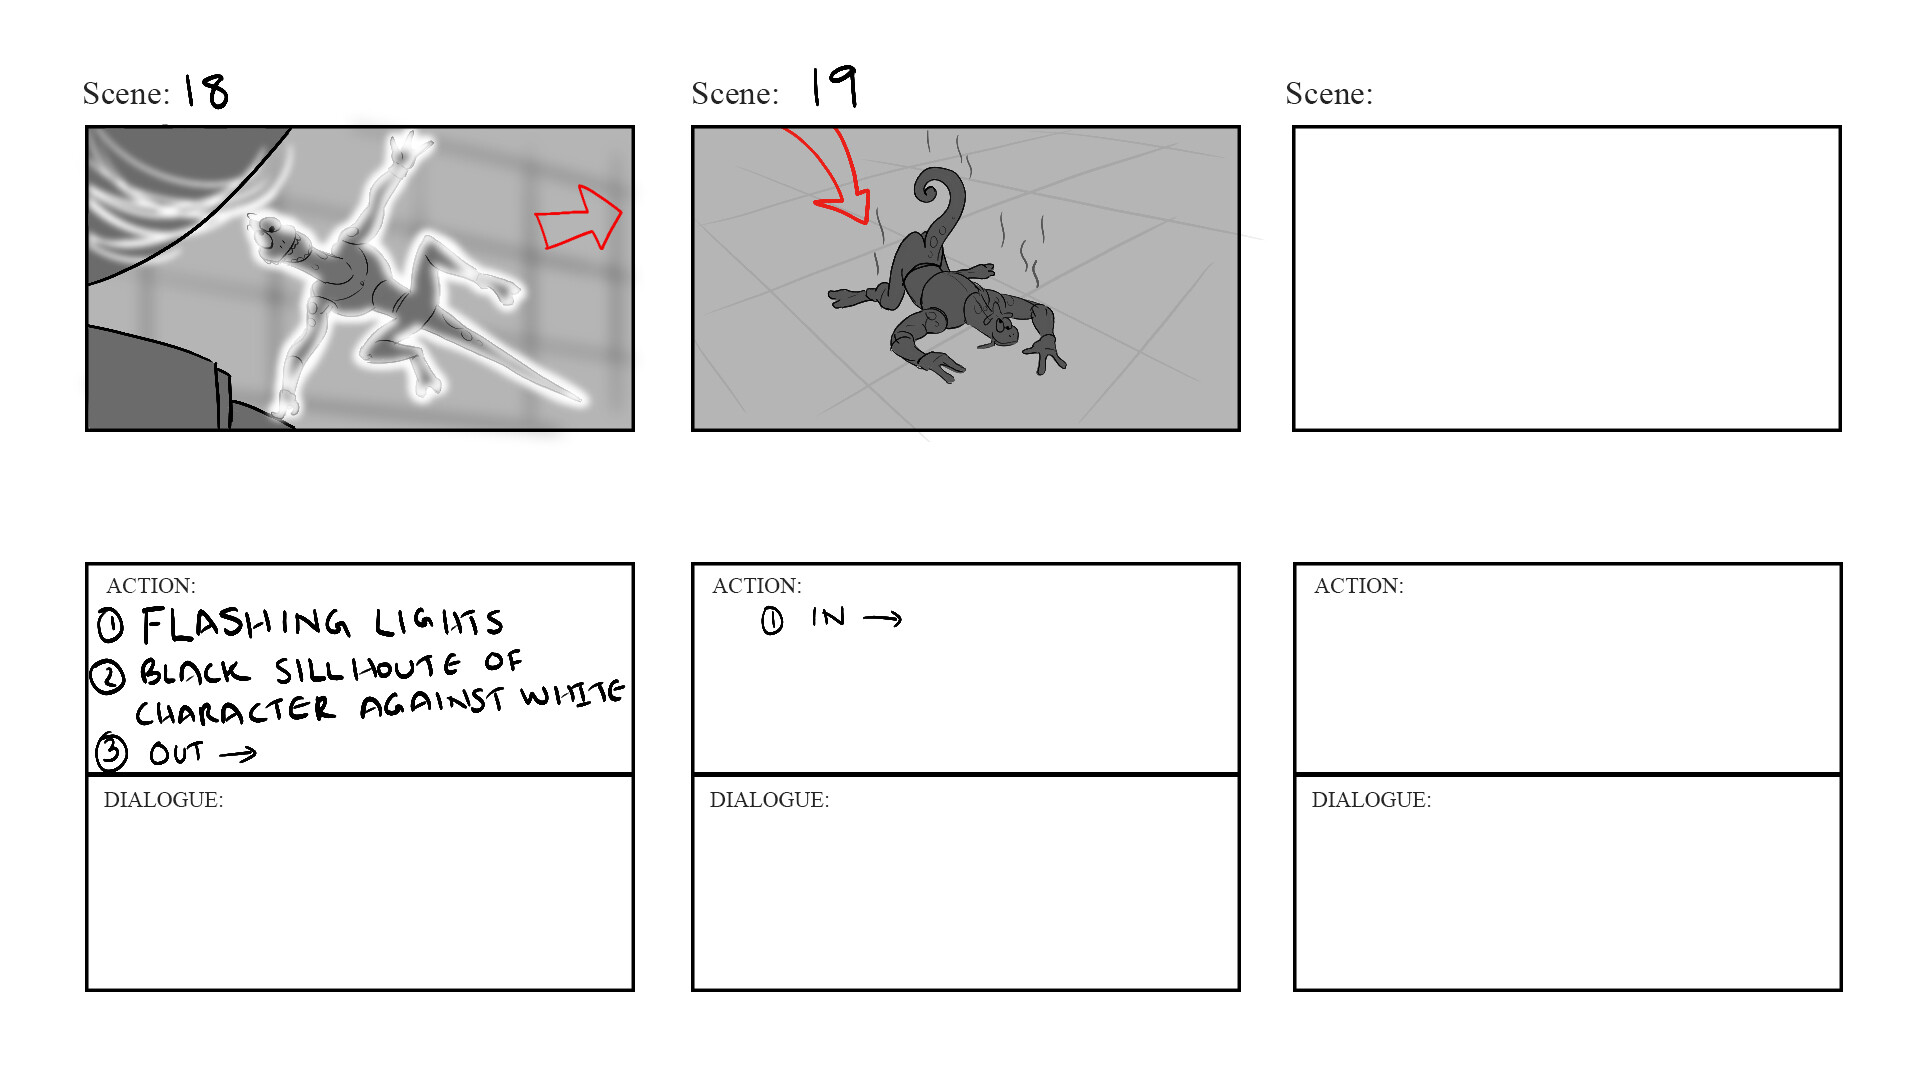 Scene: 18
Scene: 19
Scene:
ACTION:
① FLASHING LIGHTS
② BLACK SILLHOUTE OF
CHARACTER AGAINST WHITE
③ OUT →
DIALOGUE:
ACTION:
① IN →
DIALOGUE:
ACTION:
DIALOGUE: